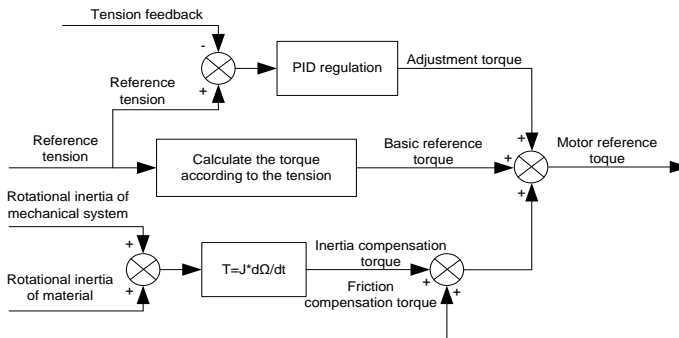 Tension feedback
-
PID regulation
Adjustment torque
Reference
tension
+
Reference
tension
Calculate the torque
according to the tension
Basic reference
torque
+
+
+
Motor reference
toque
Rotational inertia of
mechanical system
+
Rotational inertia
of material
+
T=J*dΩ/dt
Inertia compensation
torque
+
Friction
compensation torque
+